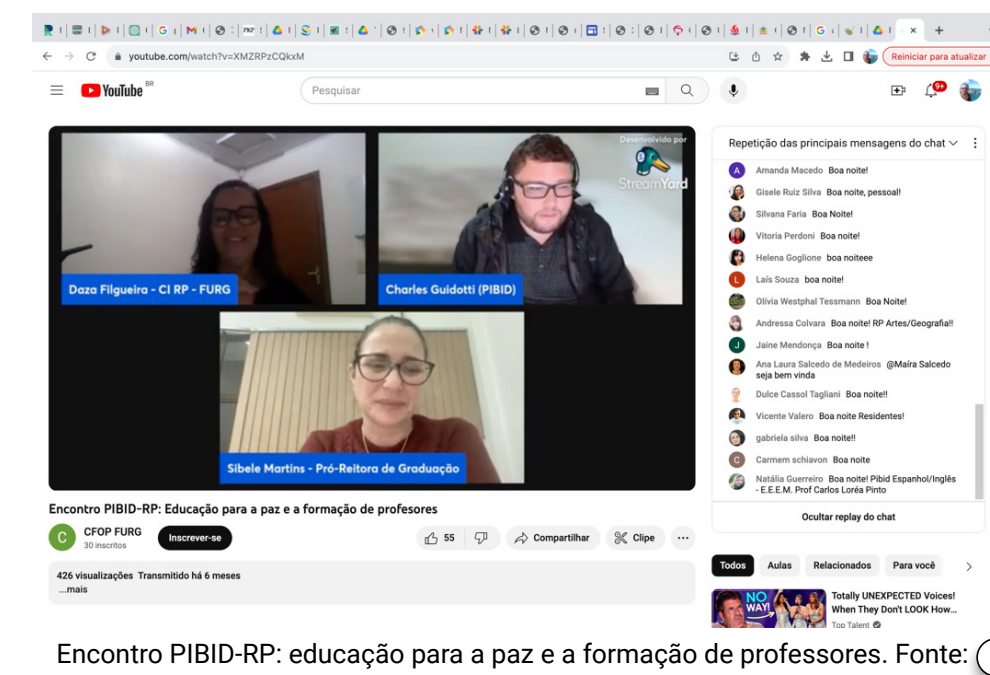 youtube.com/watch?v=XMZRPzCQkxM
Reiniciar para atualizar
YouTube BR
Pesquisar
9+
Desenvolvido por
StreamYard
Daza Filgueira - CI RP - FURG
Charles Guidotti (PIBID)
Sibele Martins - Pró-Reitora de Graduação
Repetição das principais mensagens do chat
A Amanda Macedo Boa noite!
Gisele Ruiz Silva Boa noite, pessoal!
Silvana Faria Boa Noite!
Vitoria Perdoni Boa noite!
Helena Goglione boa noiteee
L Laís Souza boa noite!
Olívia Westphal Tessmann Boa Noite!
Andressa Colvara Boa noite! RP Artes/Geografia!!
J Jaine Mendonça Boa noite !
Ana Laura Salcedo de Medeiros @Maíra Salcedo
seja bem vinda
Dulce Cassol Tagliani Boa noite!!
Vicente Valero Boa noite Residentes!
gabriela silva Boa noite!!
C Carmem schiavon Boa noite
Natália Guerreiro Boa noite! Pibid Espanhol/Inglês
- E.E.E.M. Prof Carlos Loréa Pinto
Ocultar replay do chat
Encontro PIBID-RP: Educação para a paz e a formação de profesores
C CFOP FURG
30 inscritos
Inscrever-se
55
Compartilhar
Clipe
426 visualizações Transmitido há 6 meses
...mais
Todos Aulas Relacionados Para você
NO WAY!
Totally UNEXPECTED Voices!
When They Don't LOOK How...
Top Talent
Encontro PIBID-RP: educação para a paz e a formação de professores. Fonte: